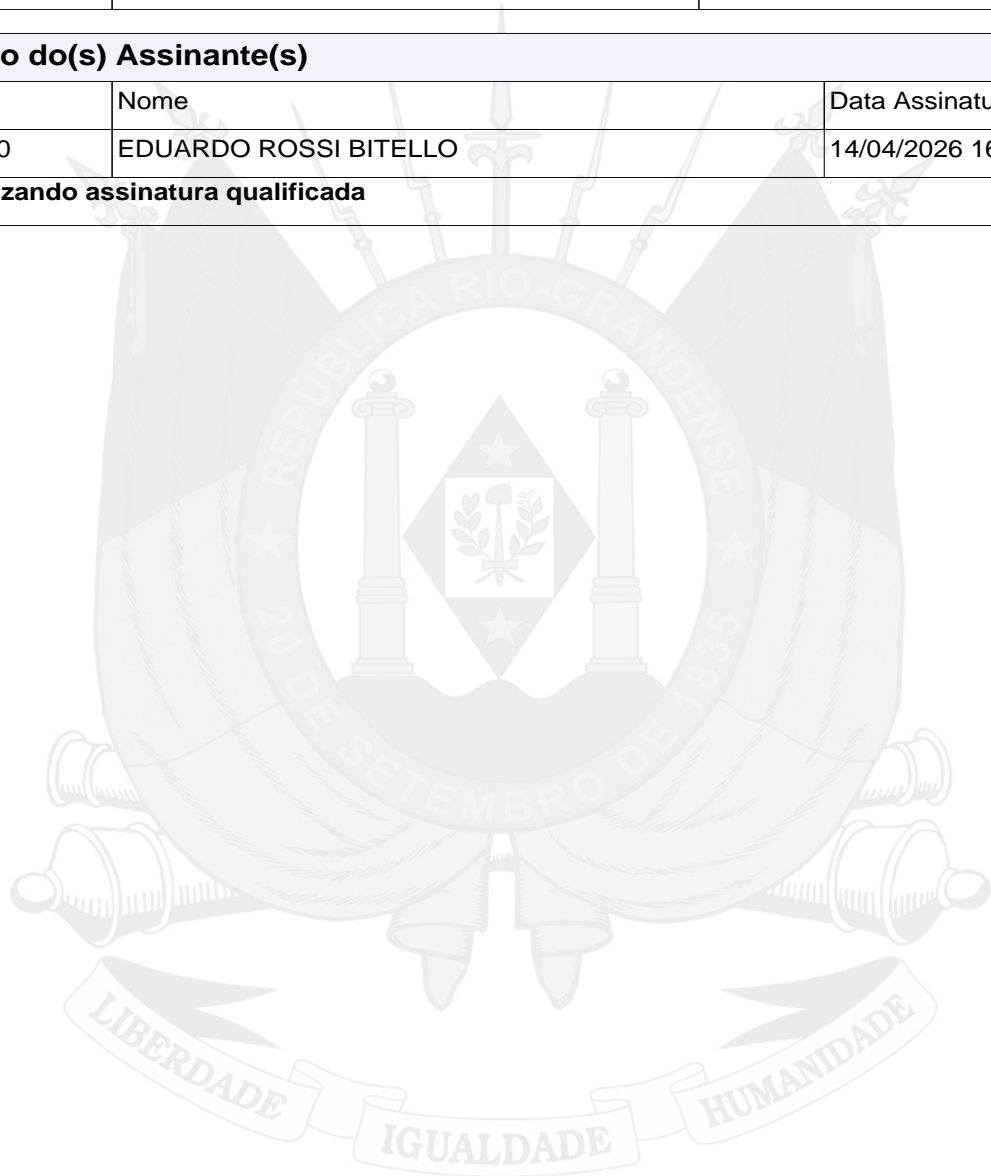 o do(s) Assinante(s)
Nome
Data Assinatu
0
EDUARDO ROSSI BITELLO
14/04/2026 16
zando assinatura qualificada
REPÚBLICA RIO-GRANDENSE
20 DE SETEMBRO DE 1835
LIBERDADE
IGUALDADE
HUMANIDADE